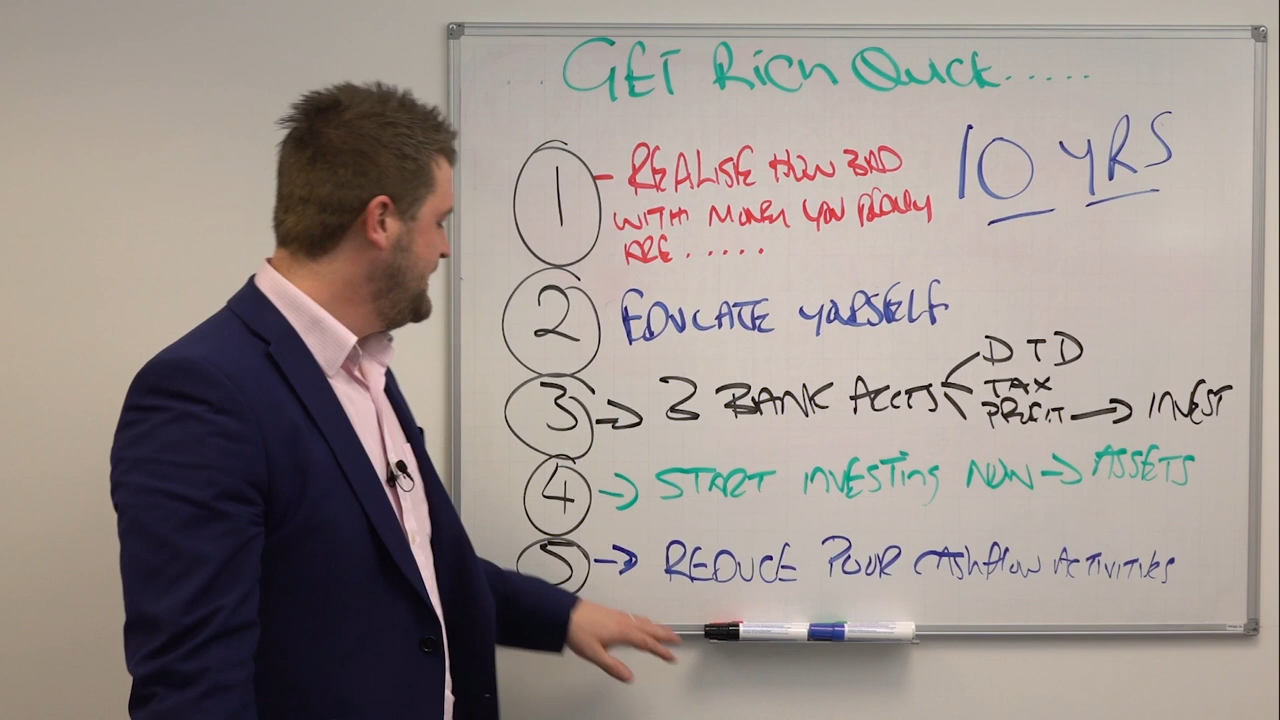 GET Rich Quick.....
10 YRS
1 - REALISE HOW BAD
WITH MONEY YOU
ARE.....
2 EDUCATE YOURSELF
3 → 3 BANK ACCTS
DTD
TAX
PROFIT → INVEST
4 → START INVESTING NOW → ASSETS
5 → REDUCE POOR CASHFLOW ACTIVITIES